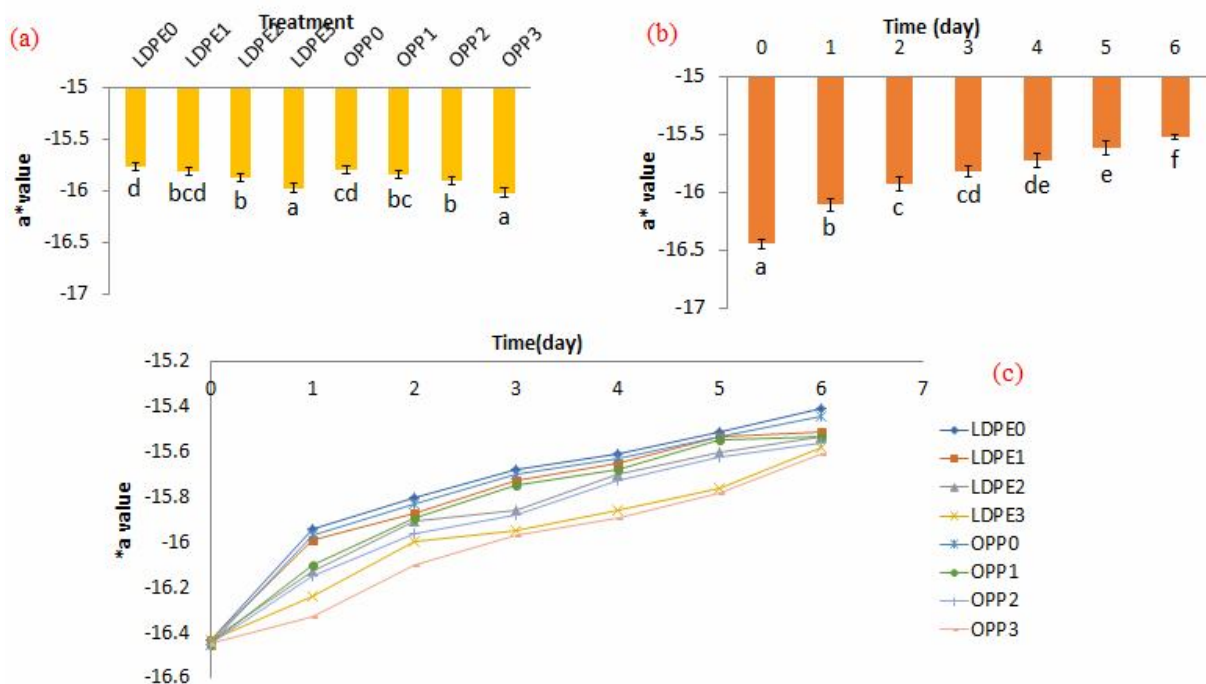 (a)
Treatment
LDPE0 LDPE1 LDPE2 LDPE3 OPP0 OPP1 OPP2 OPP3
-15
-15.5
-16
-16.5
-17
a* value
d bcd b a cd bc b a
(b)
Time (day)
0 1 2 3 4 5 6
-15
-15.5
-16
-16.5
-17
a* value
a b c cd de e f
Time(day)
(c)
-15.2
0 1 2 3 4 5 6 7
-15.4
-15.6
-15.8
-16
-16.2
-16.4
-16.6
*a value
LDPE0
LDPE1
LDPE2
LDPE3
OPP0
OPP1
OPP2
OPP3